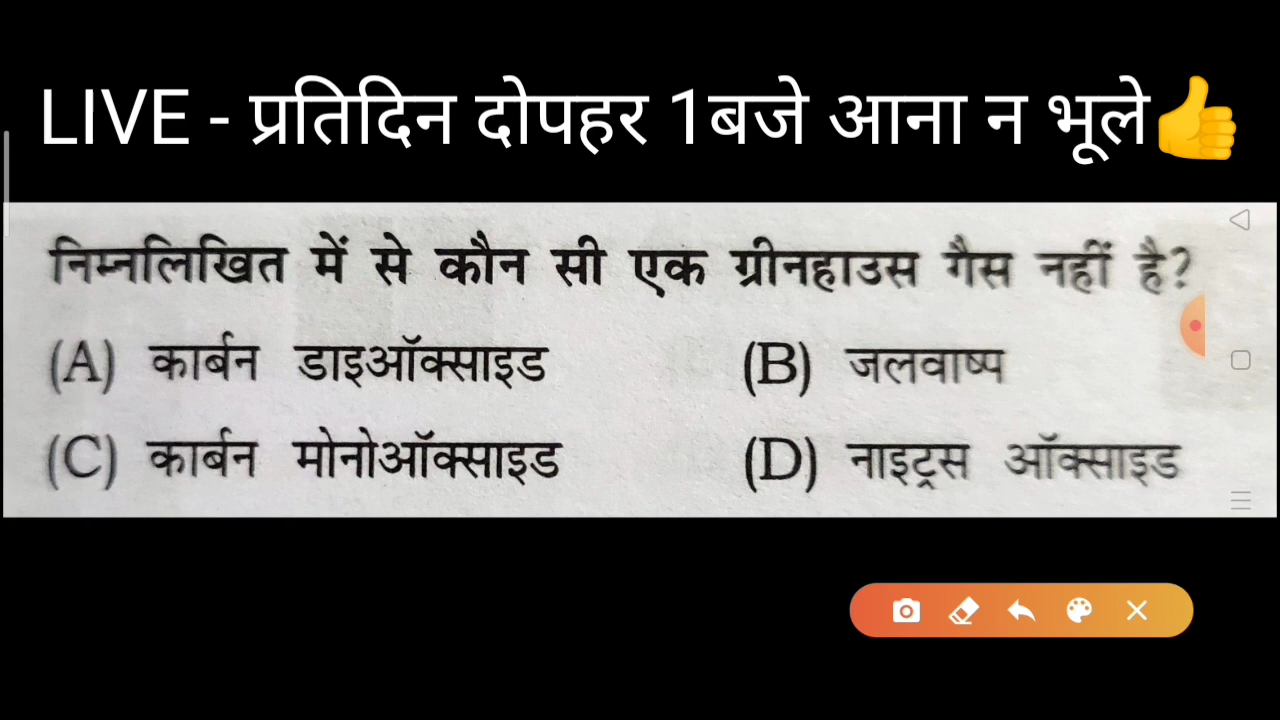 LIVE - प्रतिदिन दोपहर 1बजे आना न भूले👍
निम्नलिखित में से कौन सी एक ग्रीनहाउस गैस नहीं है?
(A) कार्बन डाइऑक्साइड (B) जलवाष्प
(C) कार्बन मोनोऑक्साइड (D) नाइट्रस ऑक्साइड